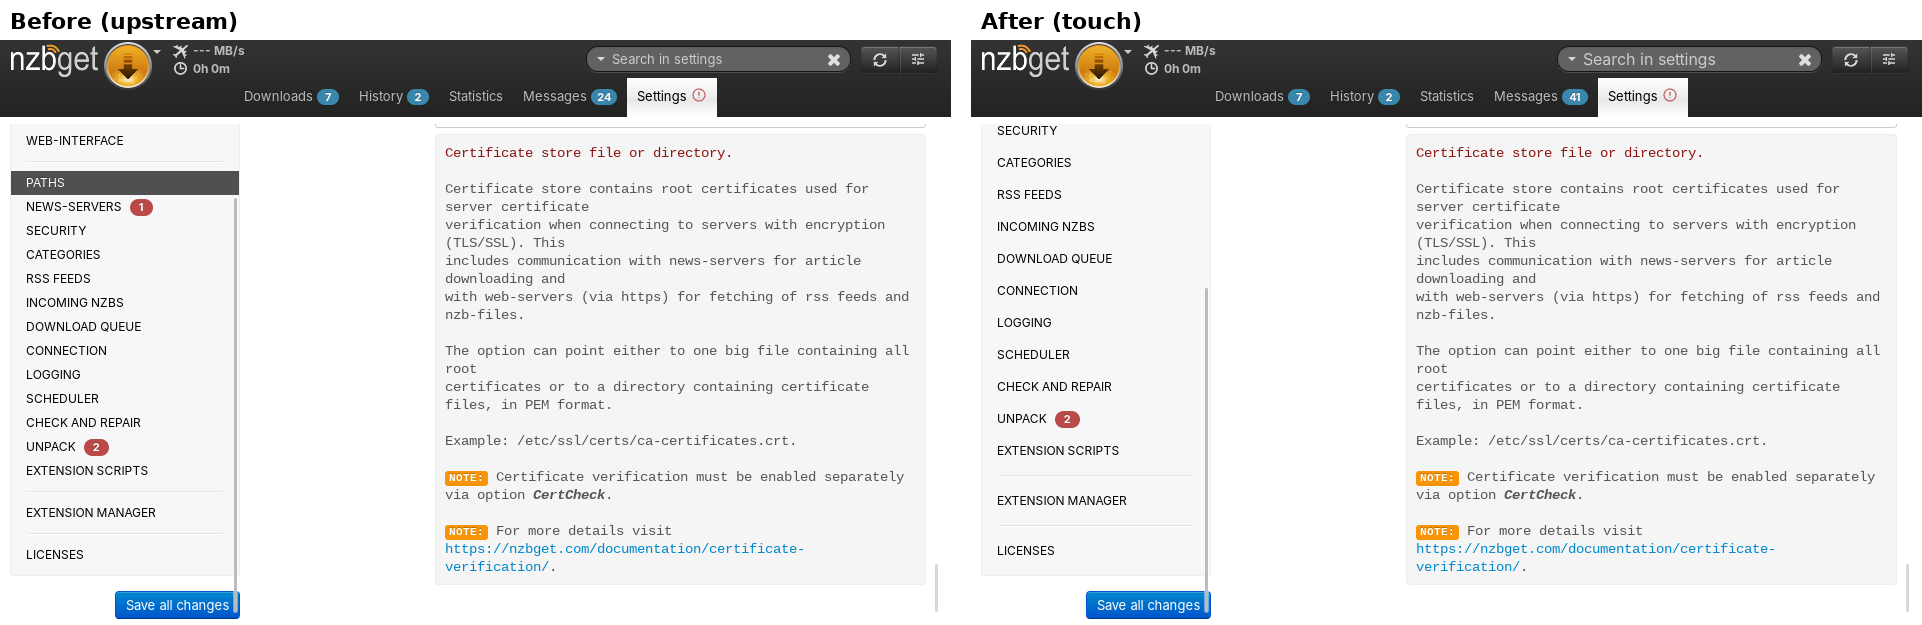 Before (upstream)
nzbget
--- MB/s
0h 0m
Search in settings
Downloads 7
History 2
Statistics
Messages 24
Settings
WEB-INTERFACE
PATHS
NEWS-SERVERS 1
SECURITY
CATEGORIES
RSS FEEDS
INCOMING NZBS
DOWNLOAD QUEUE
CONNECTION
LOGGING
SCHEDULER
CHECK AND REPAIR
UNPACK 2
EXTENSION SCRIPTS
EXTENSION MANAGER
LICENSES
Save all changes
Certificate store file or directory.
Certificate store contains root certificates used for
server certificate
verification when connecting to servers with encryption
(TLS/SSL). This
includes communication with news-servers for article
downloading and
with web-servers (via https) for fetching of rss feeds and
nzb-files.
The option can point either to one big file containing all
root
certificates or to a directory containing certificate
files, in PEM format.
Example: /etc/ssl/certs/ca-certificates.crt.
NOTE: Certificate verification must be enabled separately
via option CertCheck.
NOTE: For more details visit
https://nzbget.com/documentation/certificate-
verification/.
After (touch)
nzbget
--- MB/s
0h 0m
Search in settings
Downloads 7
History 2
Statistics
Messages 41
Settings
SECURITY
CATEGORIES
RSS FEEDS
INCOMING NZBS
DOWNLOAD QUEUE
CONNECTION
LOGGING
SCHEDULER
CHECK AND REPAIR
UNPACK 2
EXTENSION SCRIPTS
EXTENSION MANAGER
LICENSES
Save all changes
Certificate store file or directory.
Certificate store contains root certificates used for
server certificate
verification when connecting to servers with encryption
(TLS/SSL). This
includes communication with news-servers for article
downloading and
with web-servers (via https) for fetching of rss feeds and
nzb-files.
The option can point either to one big file containing all
root
certificates or to a directory containing certificate
files, in PEM format.
Example: /etc/ssl/certs/ca-certificates.crt.
NOTE: Certificate verification must be enabled separately
via option CertCheck.
NOTE: For more details visit
https://nzbget.com/documentation/certificate-
verification/.